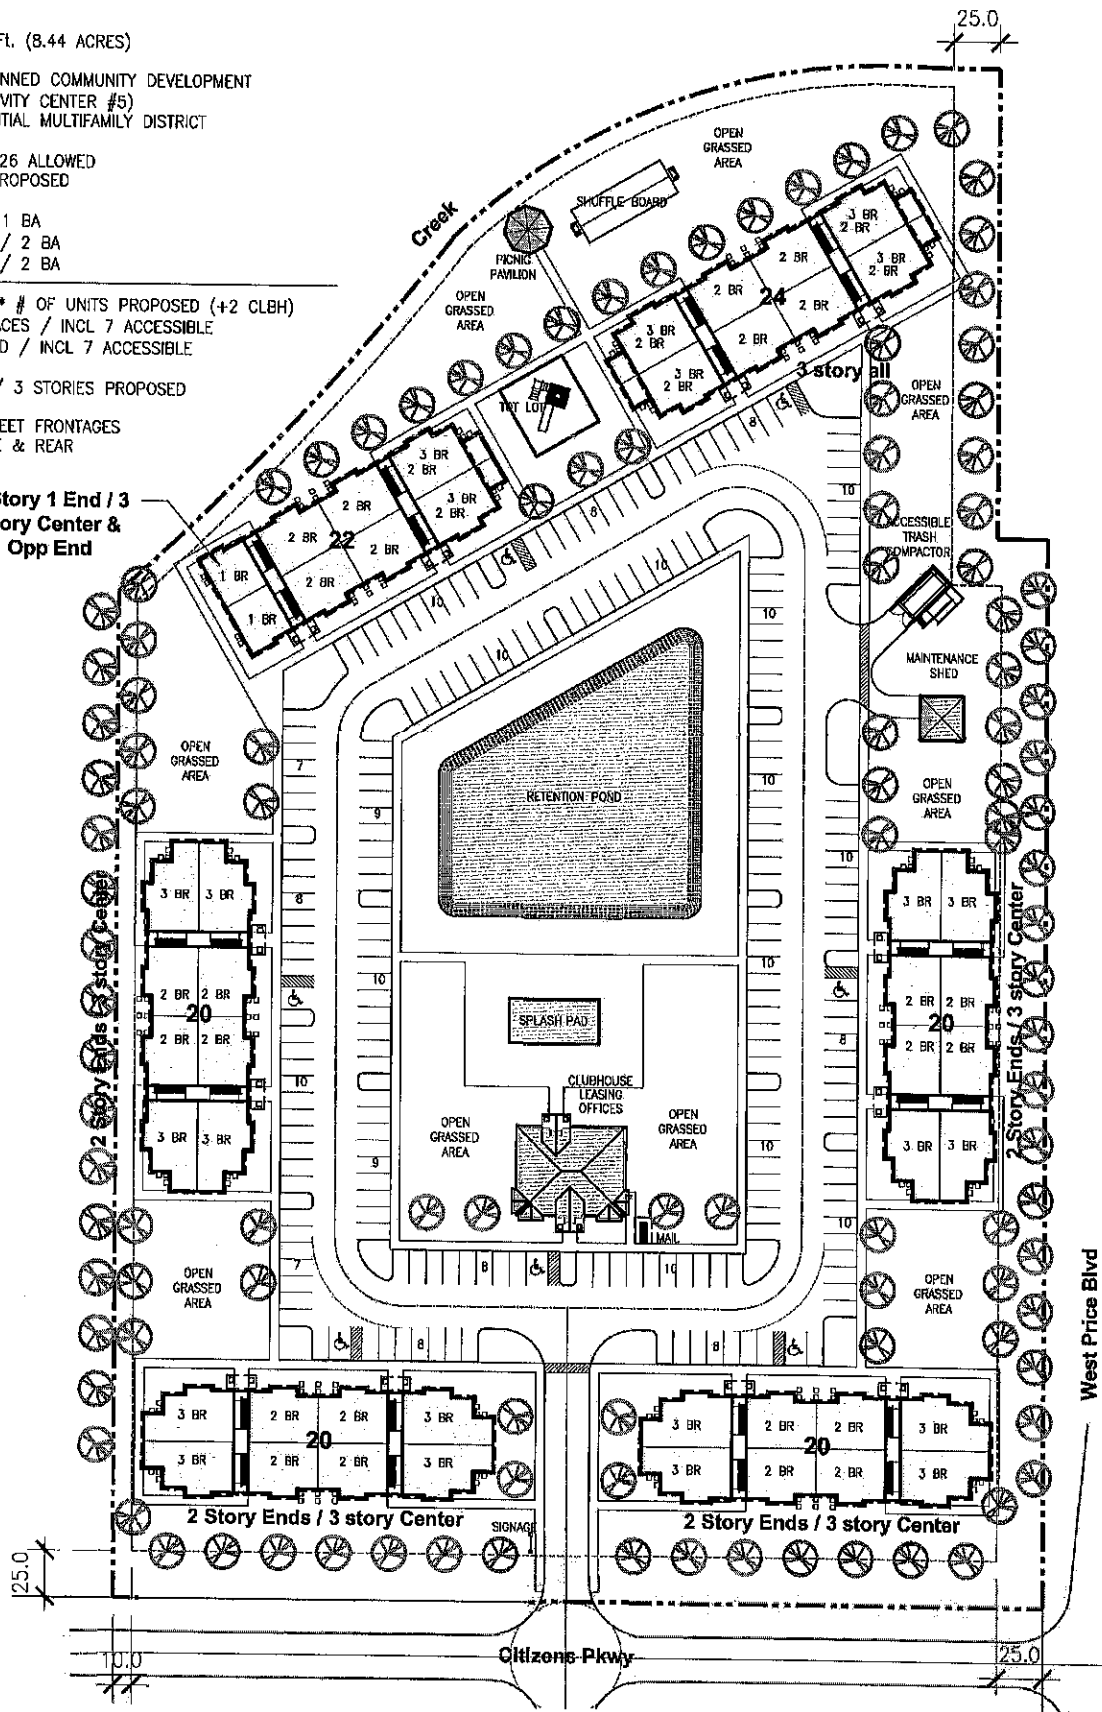 25.0
Ft. (8.44 ACRES)
NNED COMMUNITY DEVELOPMENT
VITY CENTER #5)
TIAL MULTIFAMILY DISTRICT
26 ALLOWED
ROPOSED
1 BA
/ 2 BA
/ 2 BA
* # OF UNITS PROPOSED (+2 CLBH)
ACES / INCL 7 ACCESSIBLE
D / INCL 7 ACCESSIBLE
/ 3 STORIES PROPOSED
EET FRONTAGES
& REAR
Story 1 End / 3
ory Center &
Opp End
Creek
OPEN
GRASSED
AREA
SHUFFLE BOARD
PICNIC
PAVILION
OPEN
GRASSED
AREA
3 BR
2 BR
3 BR
2 BR
2 BR
2 BR
24
2 BR
2 BR
3 BR
2 BR
3 BR
2 BR
3 story all
TOT LOT
8
OPEN
GRASSED
AREA
10
3 BR
2 BR
3 BR
2 BR
2 BR
2 BR
22
2 BR
2 BR
1 BR
1 BR
8
ACCESSIBLE
TRASH
COMPACTOR
10
10
10
10
MAINTENANCE
SHED
OPEN
GRASSED
AREA
7
9
RETENTION POND
10
OPEN
GRASSED
AREA
10
3 BR
3 BR
8
2 BR
2 BR
20
2 BR
2 BR
3 BR
3 BR
2 Story Ends / 3 story Center
10
10
SPLASH PAD
10
8
3 BR
3 BR
2 BR
2 BR
20
2 BR
2 BR
3 BR
3 BR
2 Story Ends / 3 story Center
10
CLUBHOUSE
LEASING
OFFICES
OPEN
GRASSED
AREA
OPEN
GRASSED
AREA
9
10
10
MAIL
OPEN
GRASSED
AREA
7
8
10
OPEN
GRASSED
AREA
West Price Blvd
8
8
3 BR
2 BR
2 BR
3 BR
20
3 BR
2 BR
2 BR
3 BR
2 Story Ends / 3 story Center
SIGNAGE
3 BR
2 BR
2 BR
3 BR
20
3 BR
2 BR
2 BR
3 BR
2 Story Ends / 3 story Center
25.0
10.0
Citizens Pkwy
25.0